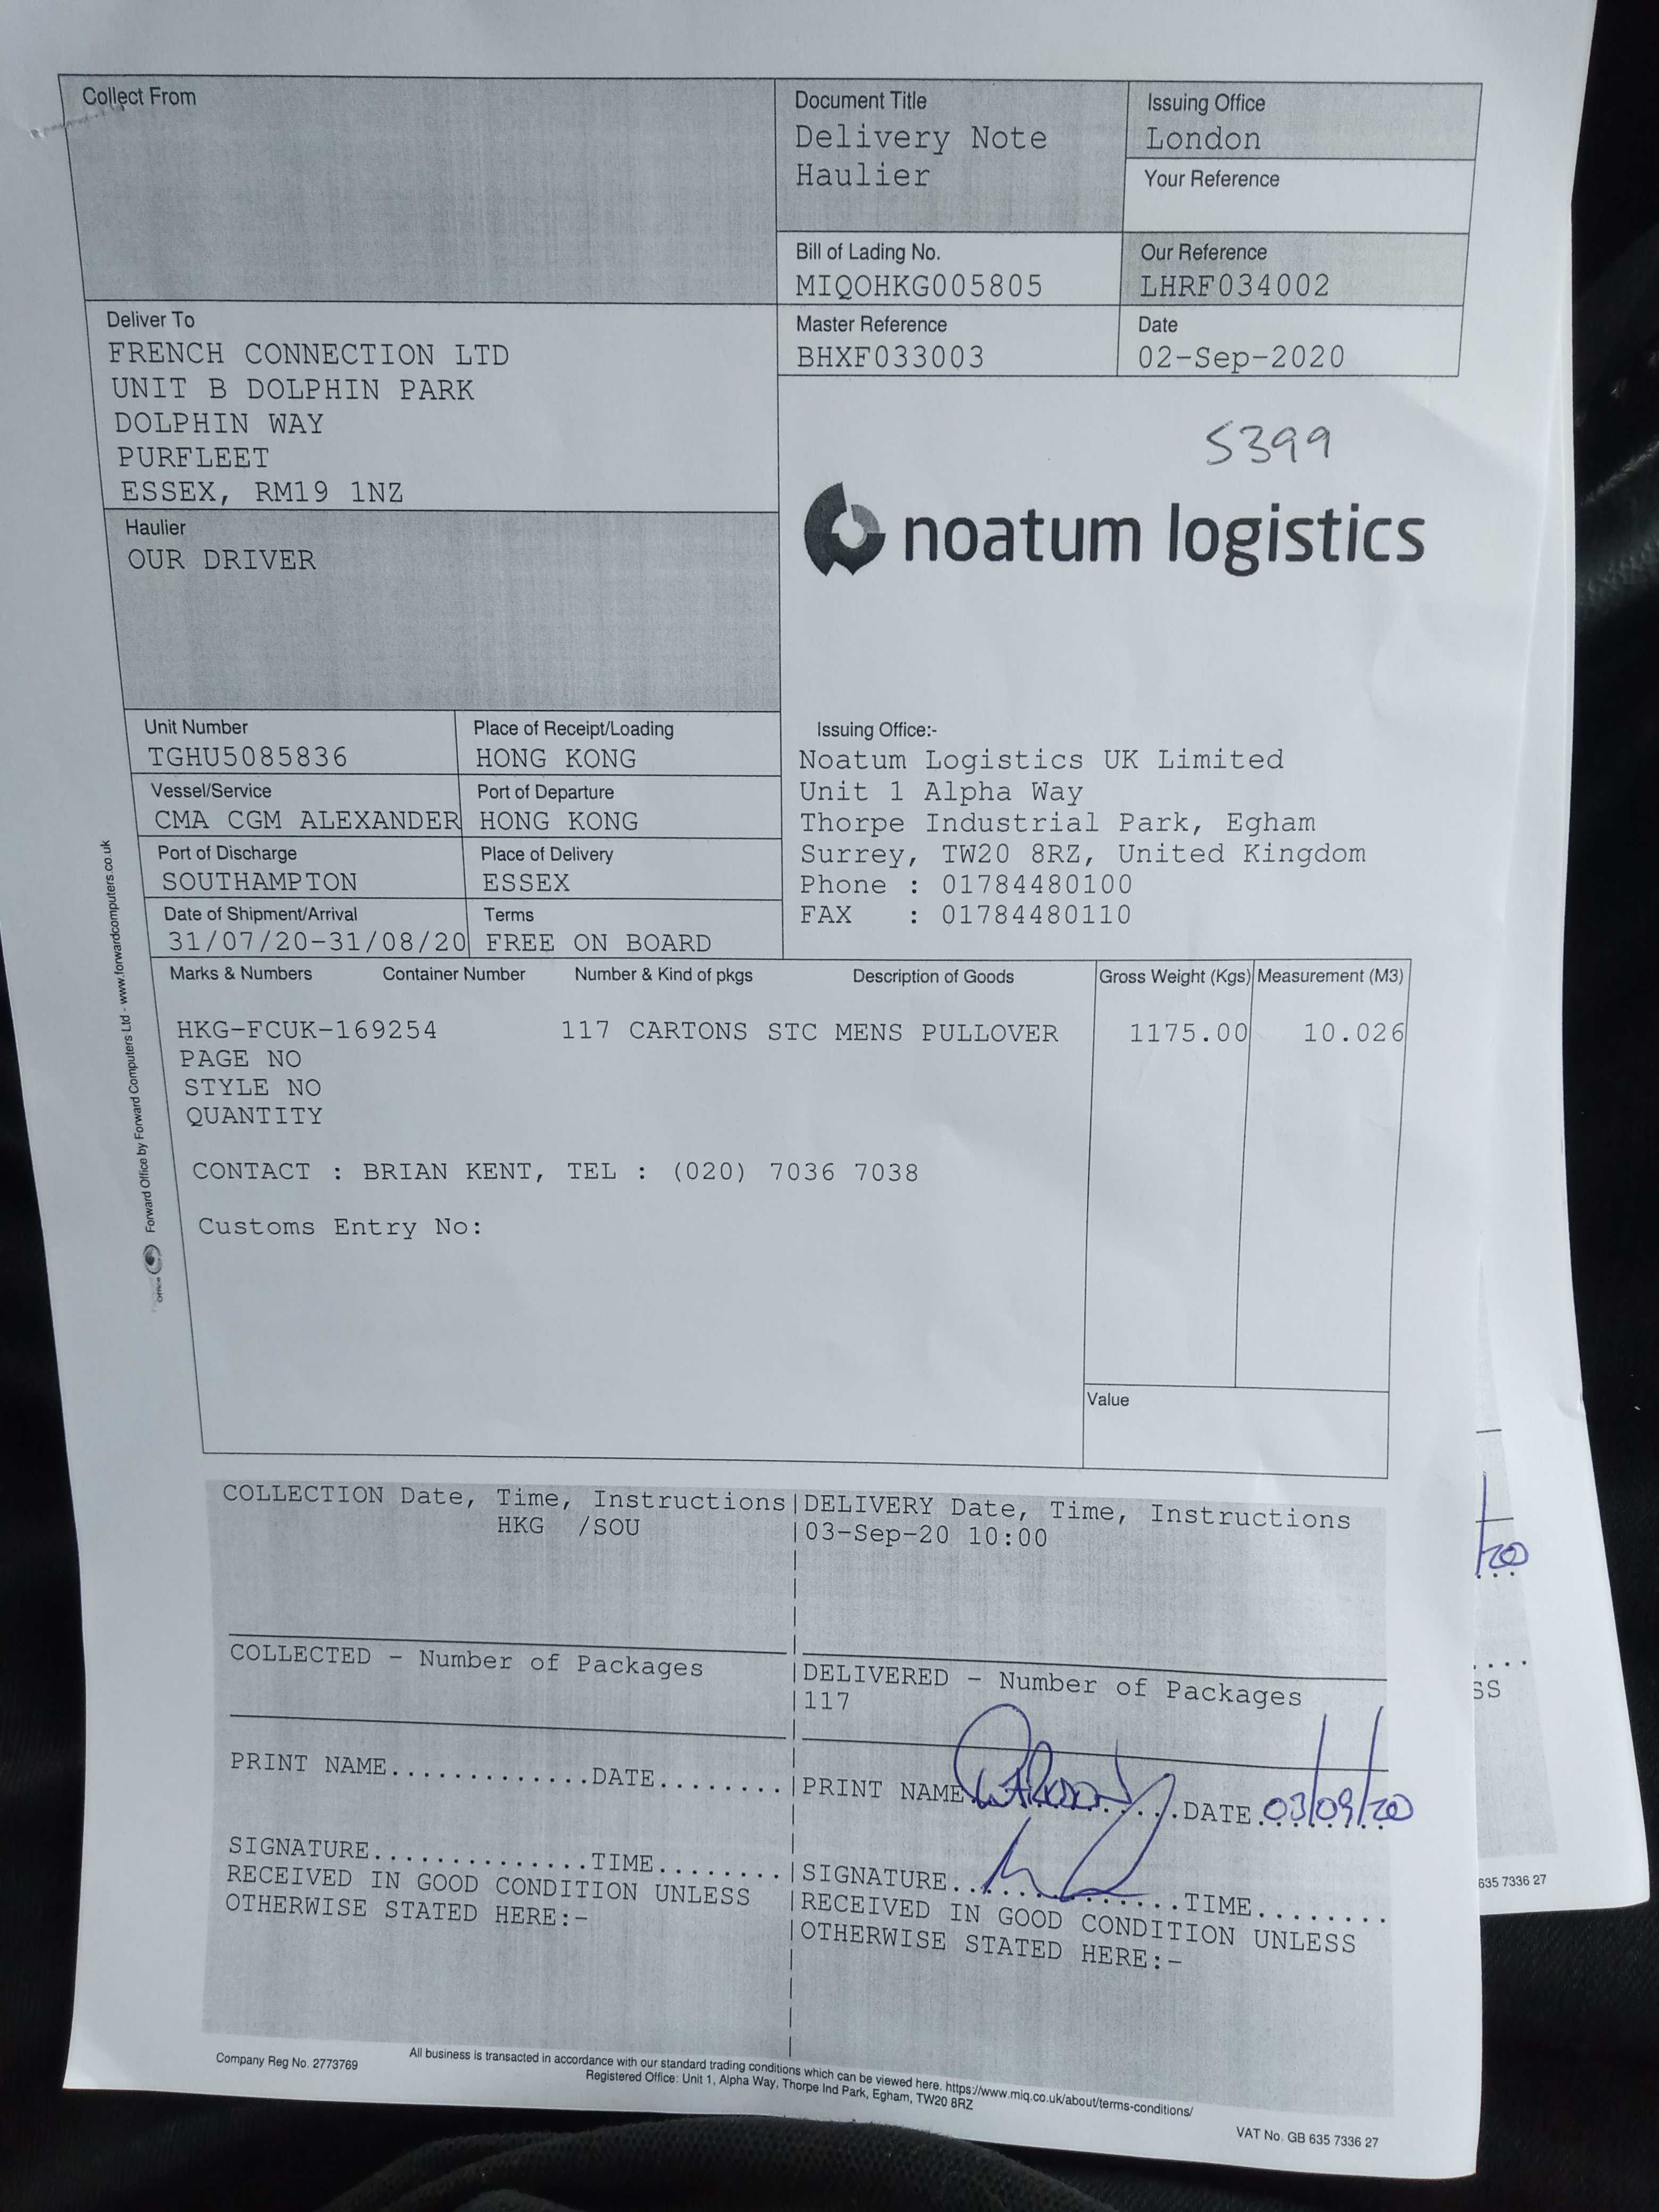 Collect From
Document Title
Delivery Note
Haulier
Issuing Office
London
Your Reference
Bill of Lading No.
MIQOHKG005805
Our Reference
LHRF034002
Deliver To
FRENCH CONNECTION LTD
UNIT B DOLPHIN PARK
DOLPHIN WAY
PURFLEET
ESSEX, RM19 1NZ
Master Reference
BHXF033003
Date
02-Sep-2020
5399
noatum logistics
Haulier
OUR DRIVER
Unit Number
TGHU5085836
Place of Receipt/Loading
HONG KONG
Vessel/Service
CMA CGM ALEXANDER
Port of Departure
HONG KONG
Port of Discharge
SOUTHAMPTON
Place of Delivery
ESSEX
Date of Shipment/Arrival
31/07/20-31/08/20
Terms
FREE ON BOARD
Issuing Office:-
Noatum Logistics UK Limited
Unit 1 Alpha Way
Thorpe Industrial Park, Egham
Surrey, TW20 8RZ, United Kingdom
Phone : 01784480100
FAX : 01784480110
Marks & Numbers Container Number Number & Kind of pkgs Description of Goods Gross Weight (Kgs) Measurement (M3)
HKG-FCUK-169254 117 CARTONS STC MENS PULLOVER 1175.00 10.026
PAGE NO
STYLE NO
QUANTITY
CONTACT : BRIAN KENT, TEL : (020) 7036 7038
Customs Entry No:
Value
Forward Office by Forward Computers Ltd - www.forwardcomputers.co.uk
COLLECTION Date, Time, Instructions
HKG /SOU
DELIVERY Date, Time, Instructions
03-Sep-20 10:00
COLLECTED - Number of Packages
DELIVERED - Number of Packages
117
PRINT NAME.............DATE........
PRINT NAME.............DATE 03/09/20
SIGNATURE..............TIME........
SIGNATURE..............TIME........
RECEIVED IN GOOD CONDITION UNLESS
OTHERWISE STATED HERE:-
RECEIVED IN GOOD CONDITION UNLESS
OTHERWISE STATED HERE:-
Company Reg No. 2773769
All business is transacted in accordance with our standard trading conditions which can be viewed here. https://www.miq.co.uk/about/terms-conditions/
Registered Office: Unit 1, Alpha Way, Thorpe Ind Park, Egham, TW20 8RZ
VAT No. GB 635 7336 27
/20
SS
635 7336 27